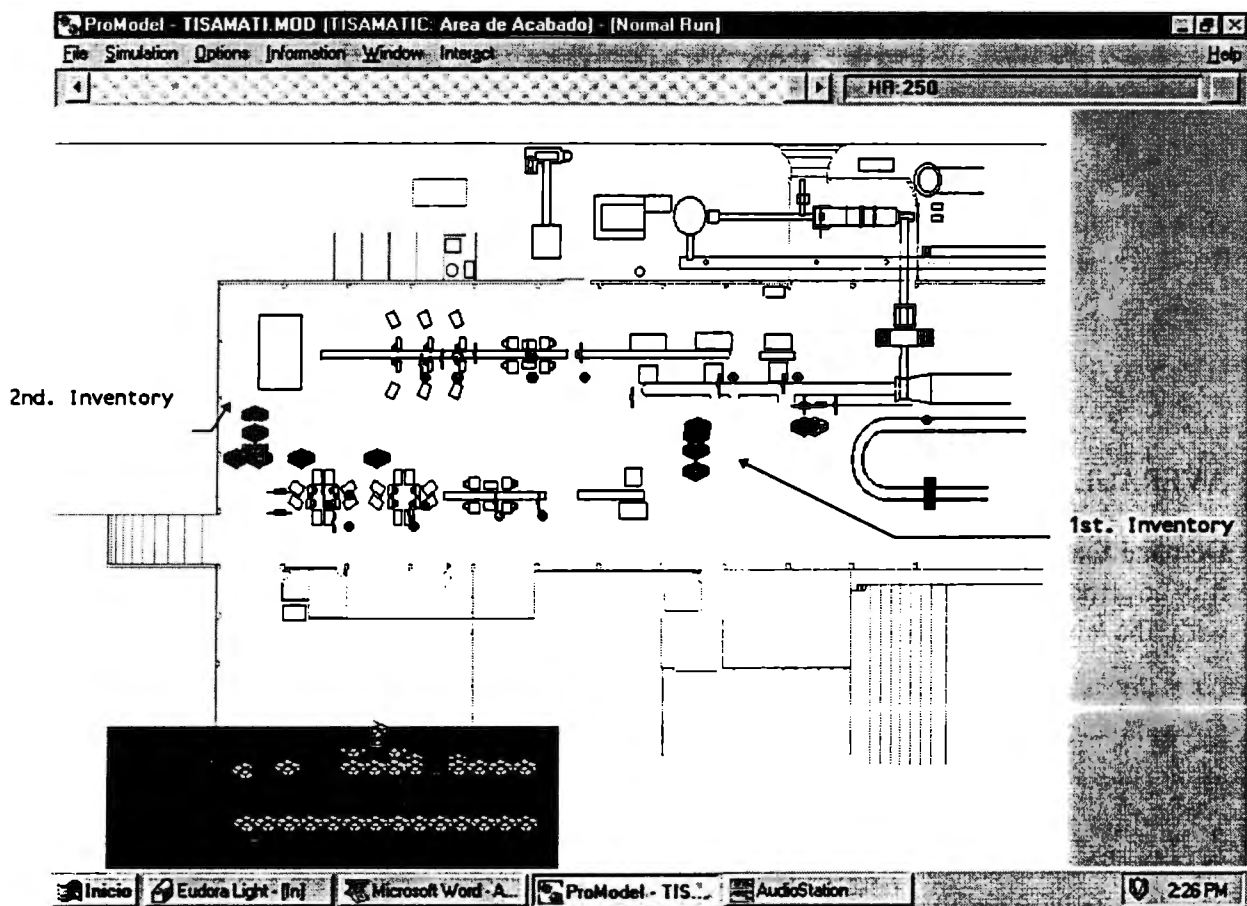 ProModel - TISAMATI.MOD (TISAMATIC: Area de Acabado) - [Normal Run]
File Simulation Options Information Window Interact Help
HR:250
2nd. Inventory
1st. Inventory
Inicio Eudora Light - [In] Microsoft Word - A... ProModel - TIS... AudioStation 2:26 PM